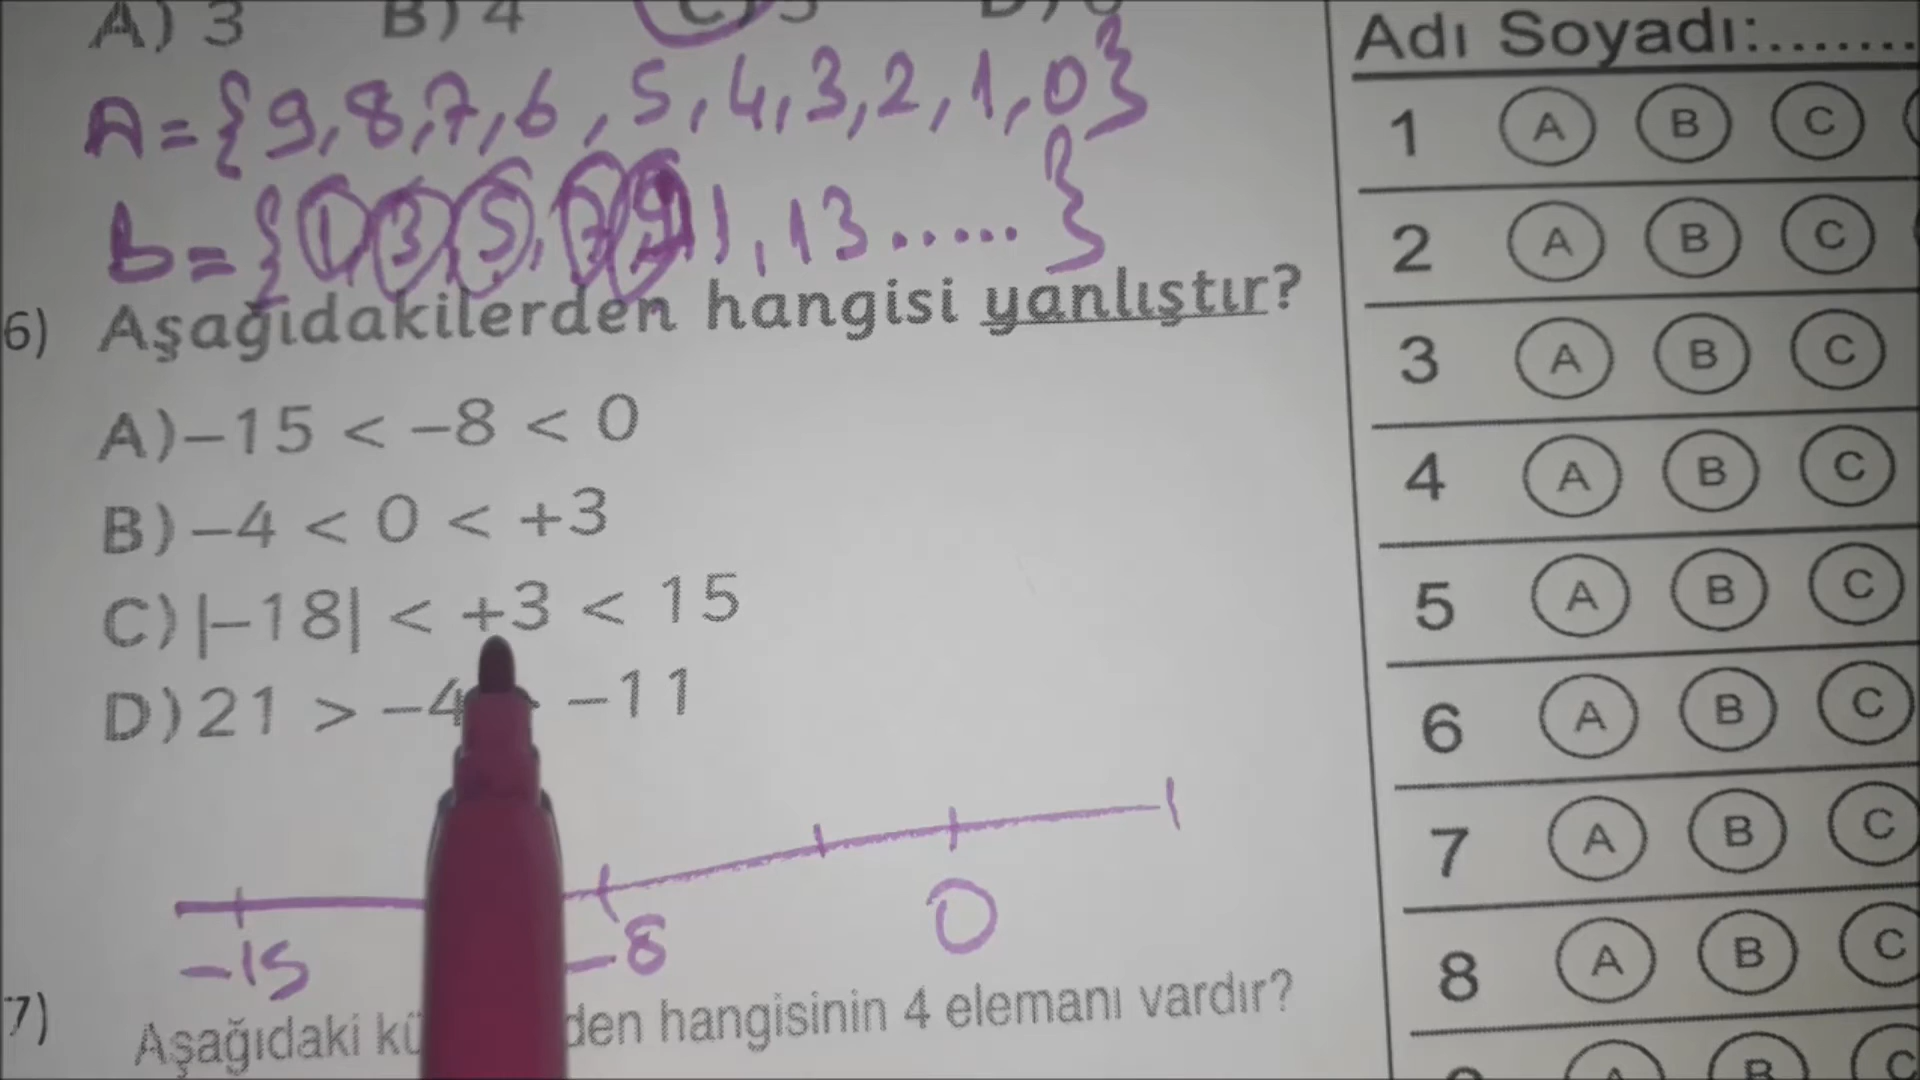 A) 3 B) 4 C) 5
A={9,8,7,6,5,4,3,2,1,0}
b={1,3,5,7,9,11,13.....}
6) Aşağıdakilerden hangisi yanlıştır?
A)−15 < −8 < 0
B)−4 < 0 < +3
C)|−18| < +3 < 15
D)21 > −4 −11
−15 −8 0
7) Aşağıdaki hangisinin 4 elemanı vardır?
Adı Soyadı:........
1 A B C
2 A B C
3 A B C
4 A B C
5 A B C
6 A B C
7 A B C
8 A B C